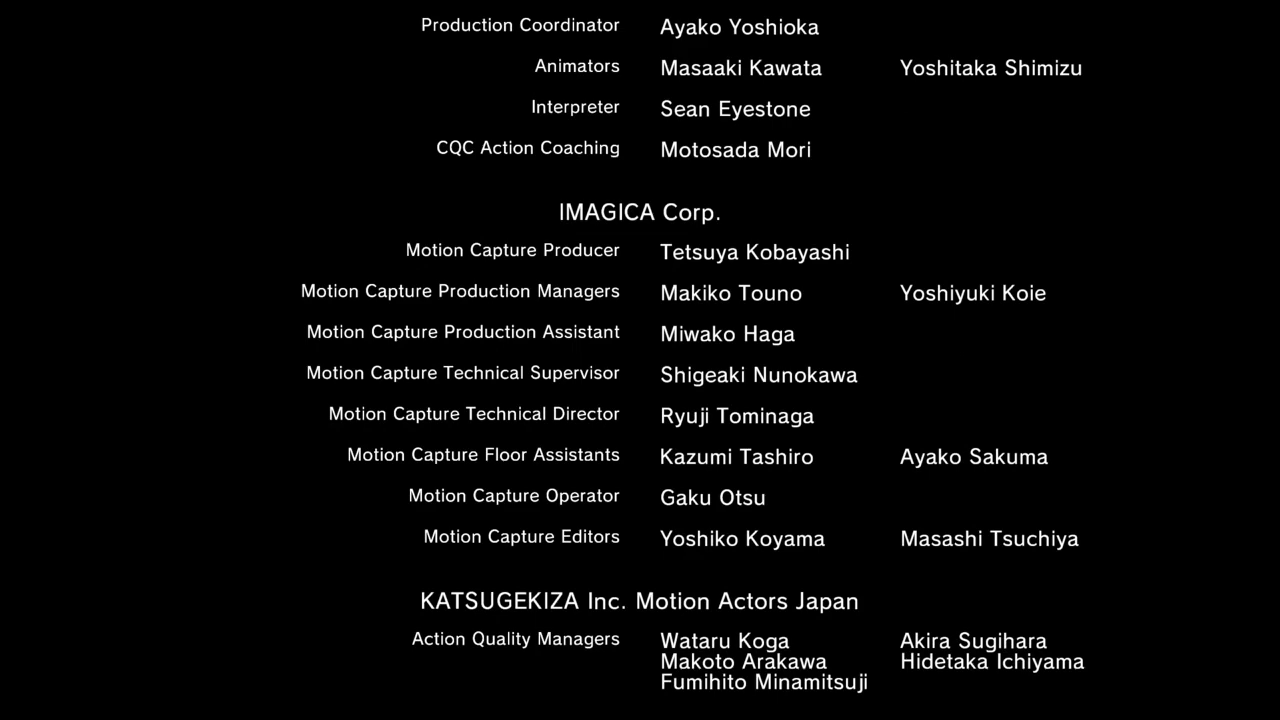 Production Coordinator Ayako Yoshioka
Animators Masaaki Kawata Yoshitaka Shimizu
Interpreter Sean Eyestone
CQC Action Coaching Motosada Mori
IMAGICA Corp.
Motion Capture Producer Tetsuya Kobayashi
Motion Capture Production Managers Makiko Touno Yoshiyuki Koie
Motion Capture Production Assistant Miwako Haga
Motion Capture Technical Supervisor Shigeaki Nunokawa
Motion Capture Technical Director Ryuji Tominaga
Motion Capture Floor Assistants Kazumi Tashiro Ayako Sakuma
Motion Capture Operator Gaku Otsu
Motion Capture Editors Yoshiko Koyama Masashi Tsuchiya
KATSUGEKIZA Inc. Motion Actors Japan
Action Quality Managers Wataru Koga Akira Sugihara
Makoto Arakawa Hidetaka Ichiyama
Fumihito Minamitsuji